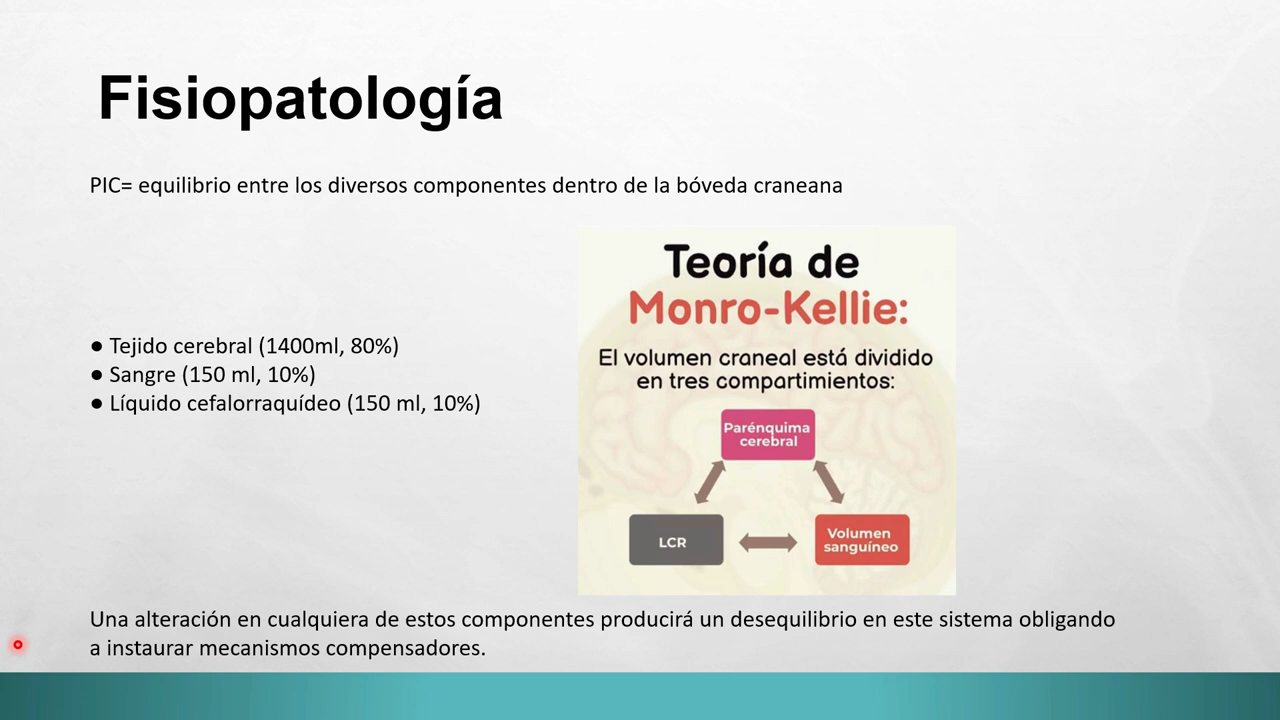 Fisiopatología
PIC= equilibrio entre los diversos componentes dentro de la bóveda craneana
● Tejido cerebral (1400ml, 80%)
● Sangre (150 ml, 10%)
● Líquido cefalorraquídeo (150 ml, 10%)
Teoría de
Monro-Kellie:
El volumen craneal está dividido
en tres compartimientos:
Parénquima
cerebral
LCR
Volumen
sanguíneo
Una alteración en cualquiera de estos componentes producirá un desequilibrio en este sistema obligando
a instaurar mecanismos compensadores.